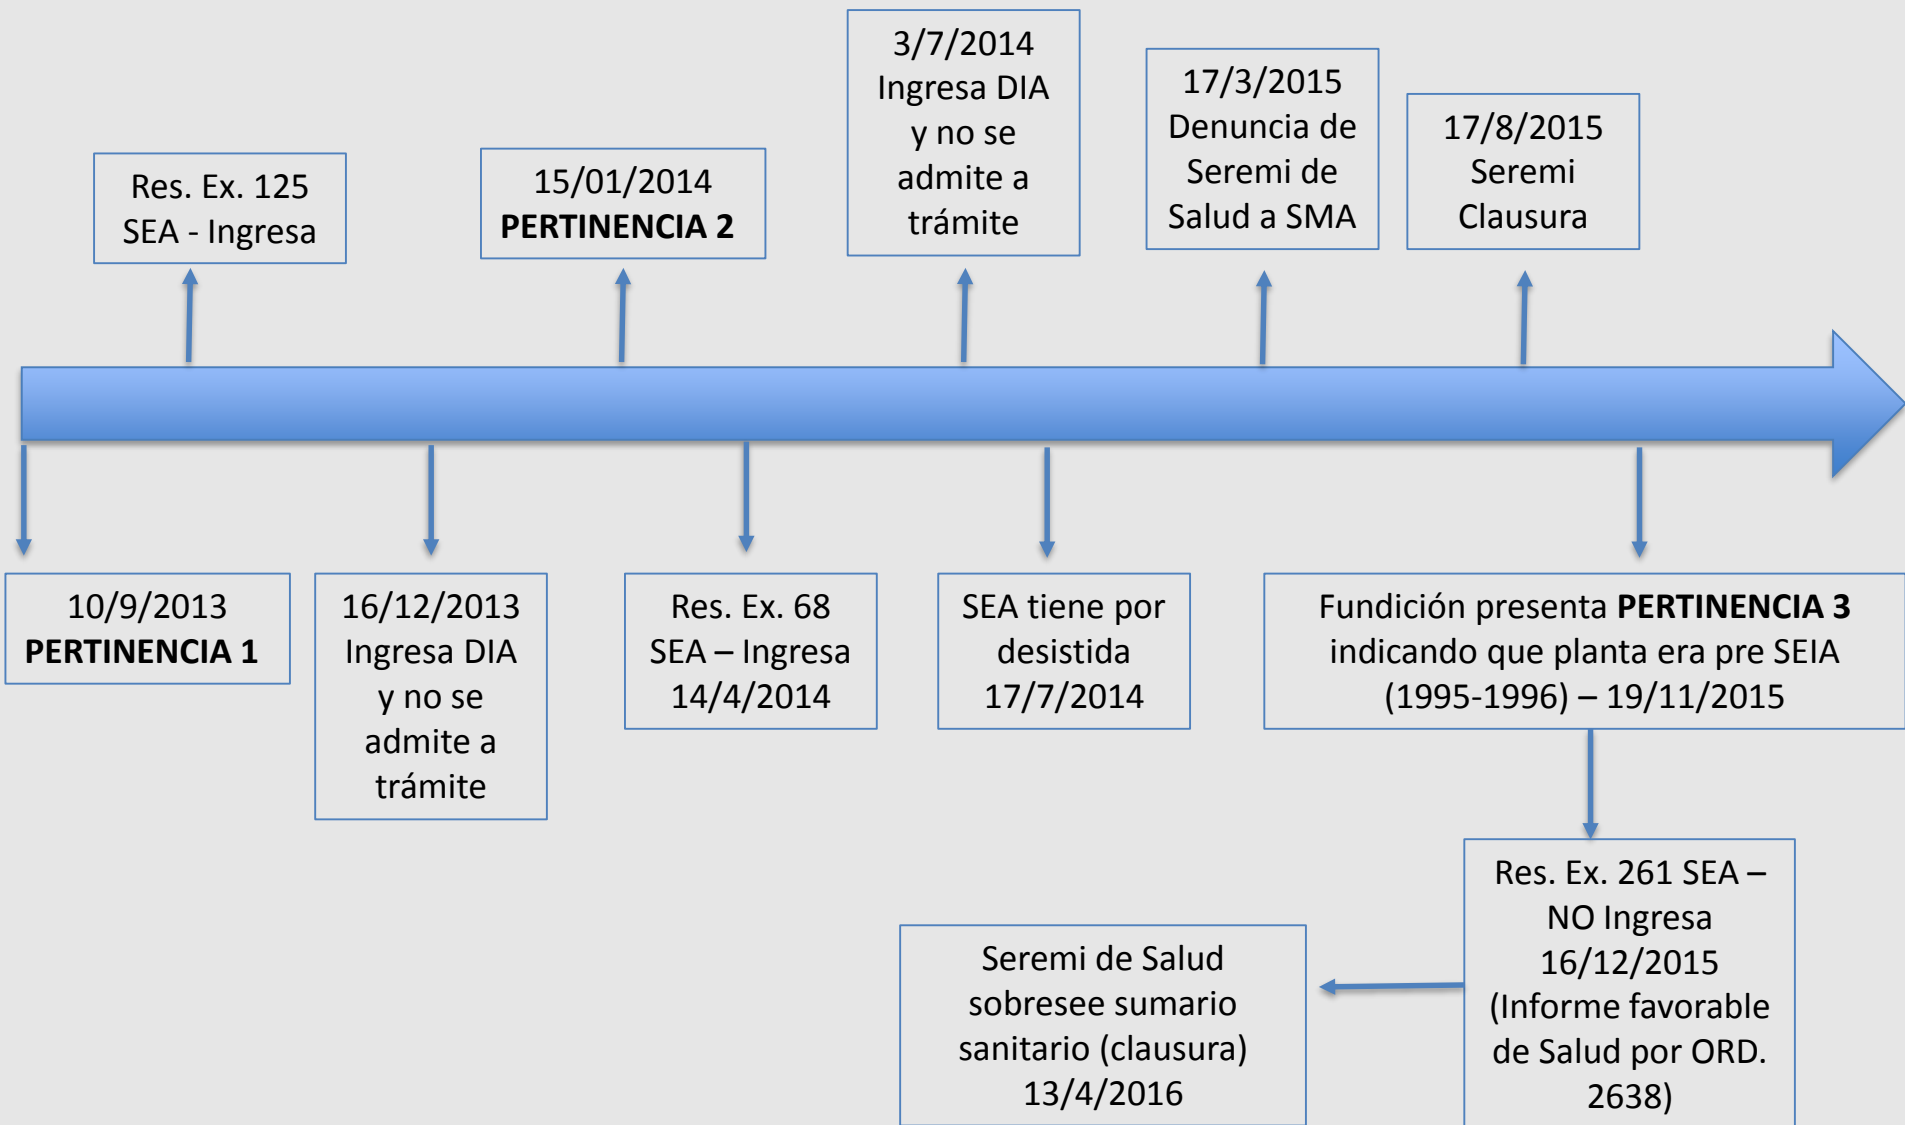 3/7/2014
Ingresa DIA
y no se
admite a
trámite
17/3/2015
Denuncia de
Seremi de
Salud a SMA
17/8/2015
Seremi
Clausura
Res. Ex. 125
SEA - Ingresa
15/01/2014
PERTINENCIA 2
10/9/2013
PERTINENCIA 1
16/12/2013
Ingresa DIA
y no se
admite a
trámite
Res. Ex. 68
SEA – Ingresa
14/4/2014
SEA tiene por
desistida
17/7/2014
Fundición presenta PERTINENCIA 3
indicando que planta era pre SEIA
(1995-1996) – 19/11/2015
Res. Ex. 261 SEA –
NO Ingresa
16/12/2015
(Informe favorable
de Salud por ORD.
2638)
Seremi de Salud
sobresee sumario
sanitario (clausura)
13/4/2016